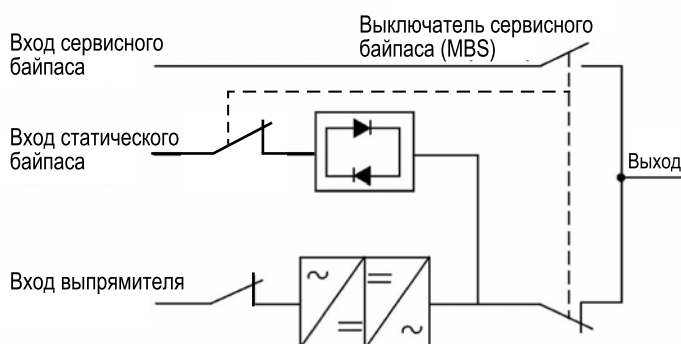 Вход сервисного
байпаса
Выключатель сервисного
байпаса (MBS)
Вход статического
байпаса
Выход
Вход выпрямителя